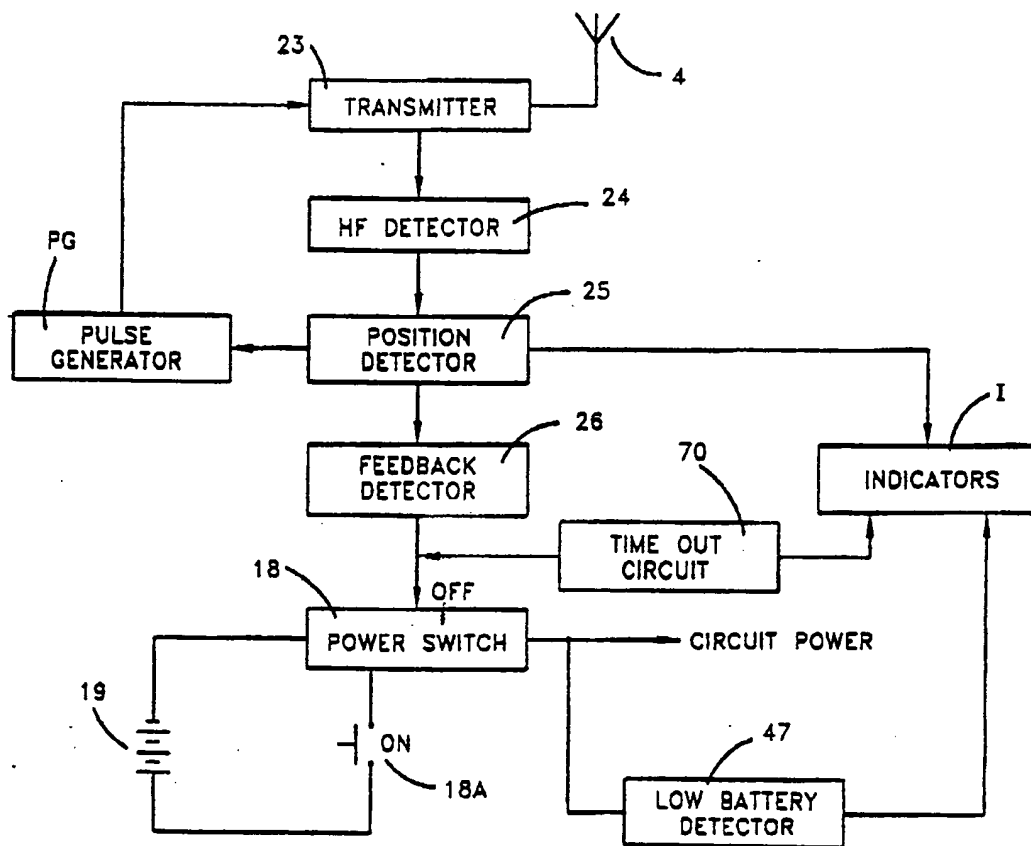 23
4
TRANSMITTER
24
HF DETECTOR
PG
25
PULSE
GENERATOR
POSITION
DETECTOR
I
26
70
FEEDBACK
DETECTOR
INDICATORS
TIME OUT
CIRCUIT
18
OFF
POWER SWITCH
CIRCUIT POWER
19
ON
18A
47
LOW BATTERY
DETECTOR